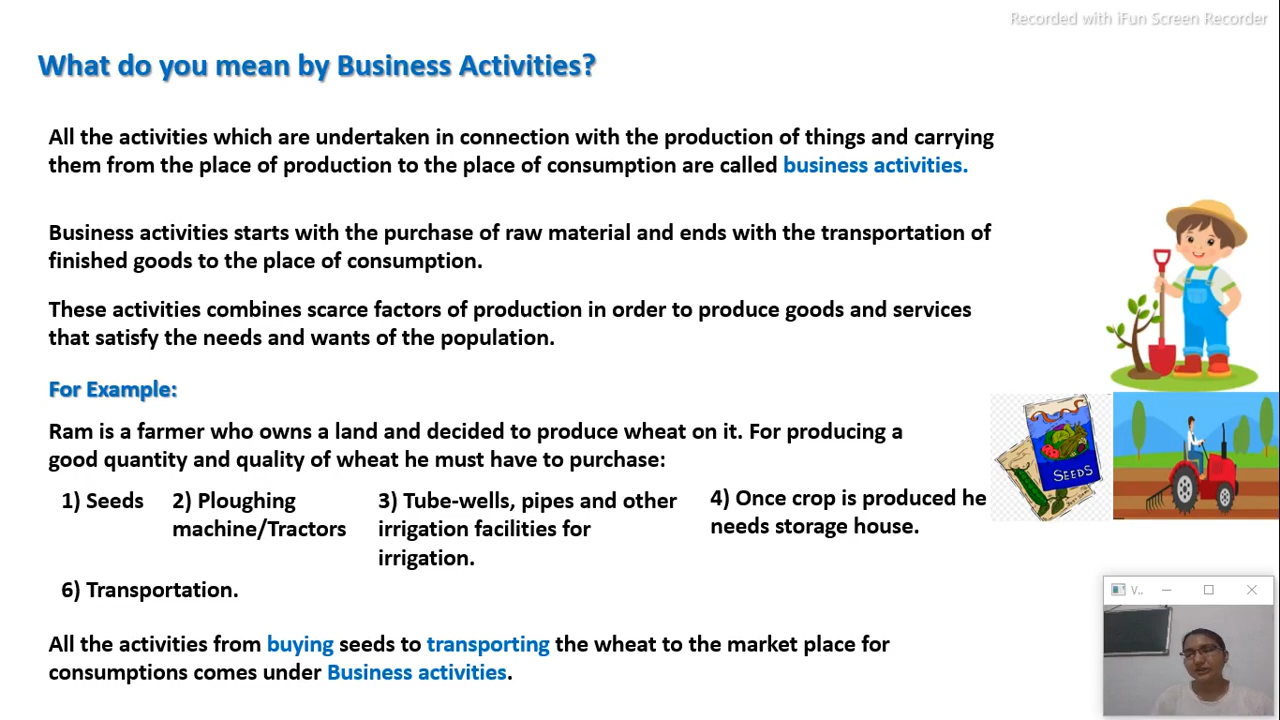 Recorded with iFun Screen Recorder
What do you mean by Business Activities?
All the activities which are undertaken in connection with the production of things and carrying
them from the place of production to the place of consumption are called business activities.
Business activities starts with the purchase of raw material and ends with the transportation of
finished goods to the place of consumption.
These activities combines scarce factors of production in order to produce goods and services
that satisfy the needs and wants of the population.
For Example:
Ram is a farmer who owns a land and decided to produce wheat on it. For producing a
good quantity and quality of wheat he must have to purchase:
1) Seeds
2) Ploughing
machine/Tractors
3) Tube-wells, pipes and other
irrigation facilities for
irrigation.
4) Once crop is produced he
needs storage house.
SEEDS
6) Transportation.
V..
All the activities from buying seeds to transporting the wheat to the market place for
consumptions comes under Business activities.